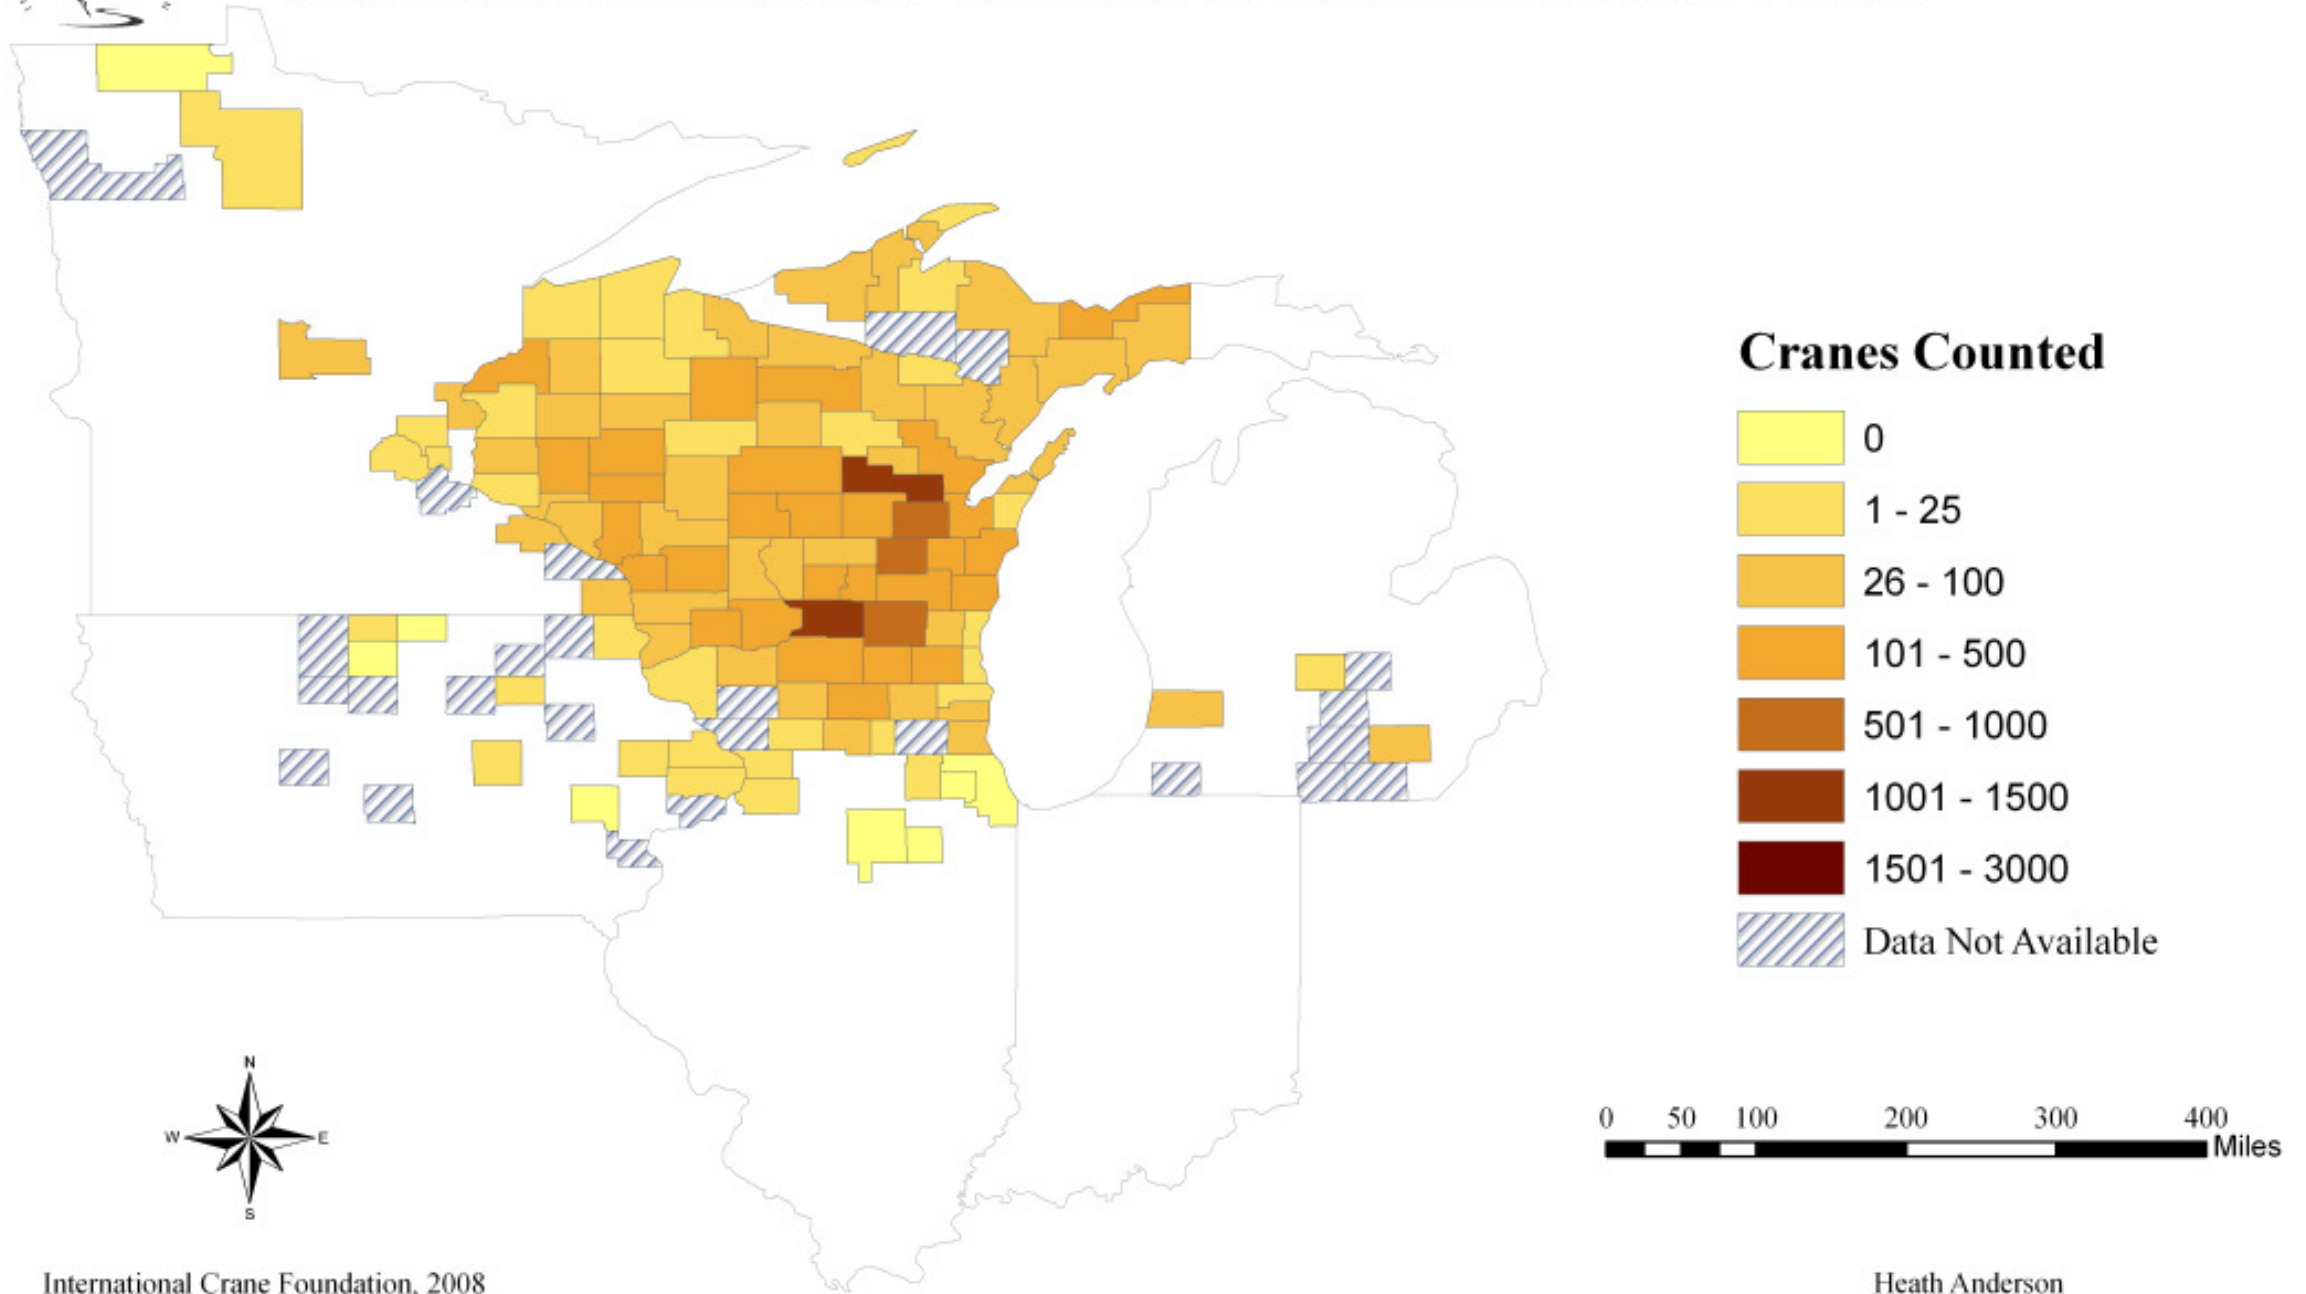 Cranes Counted
0
1 - 25
26 - 100
101 - 500
501 - 1000
1001 - 1500
1501 - 3000
Data Not Available
N
W E
S
0 50 100 200 300 400
Miles
International Crane Foundation, 2008
Heath Anderson